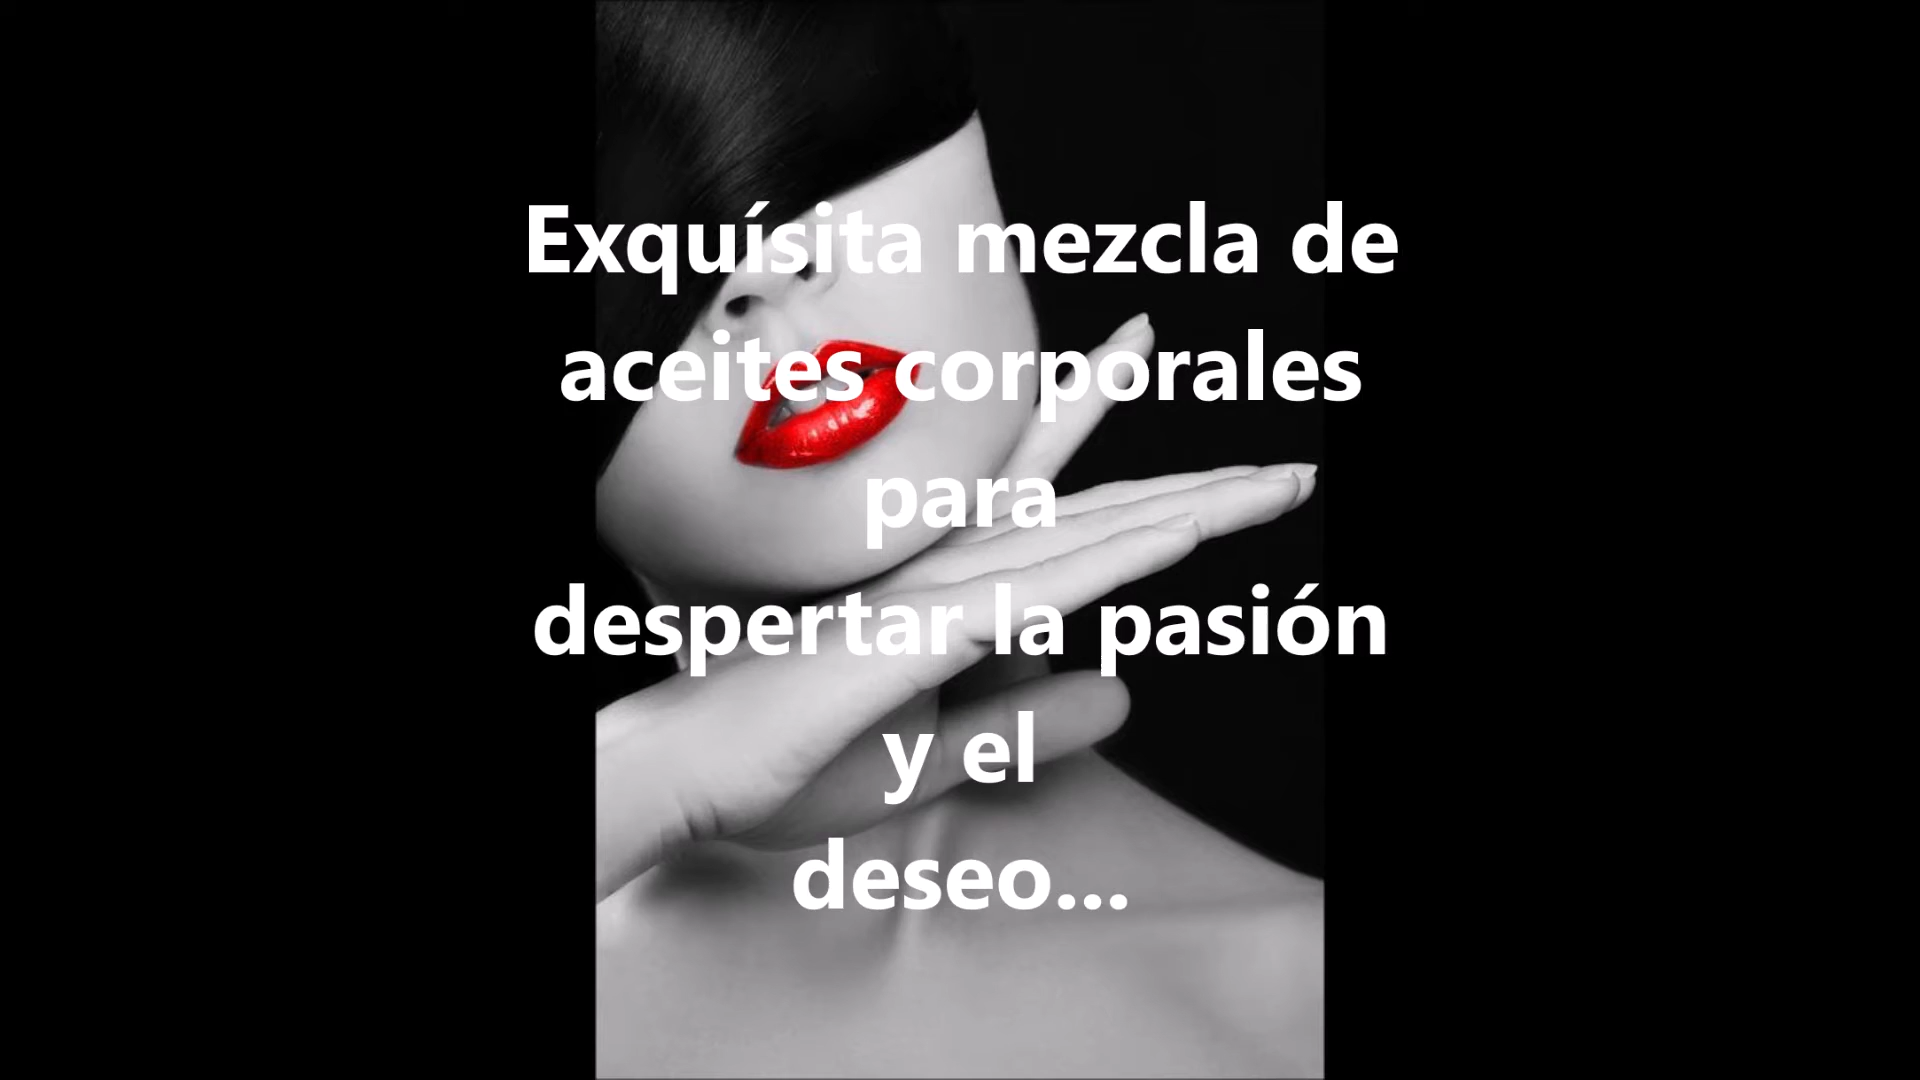 Exquísita mezcla de
aceites corporales
para
despertar la pasión
y el
deseo...